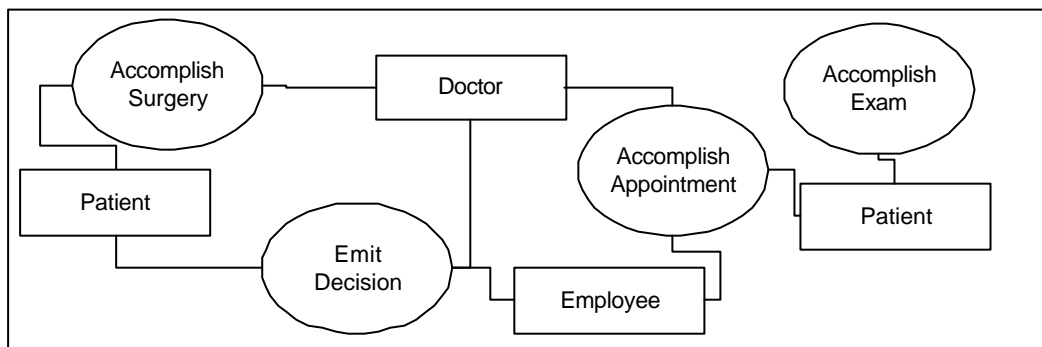 Accomplish
Surgery
Doctor
Accomplish
Exam
Accomplish
Appointment
Patient
Patient
Emit
Decision
Employee